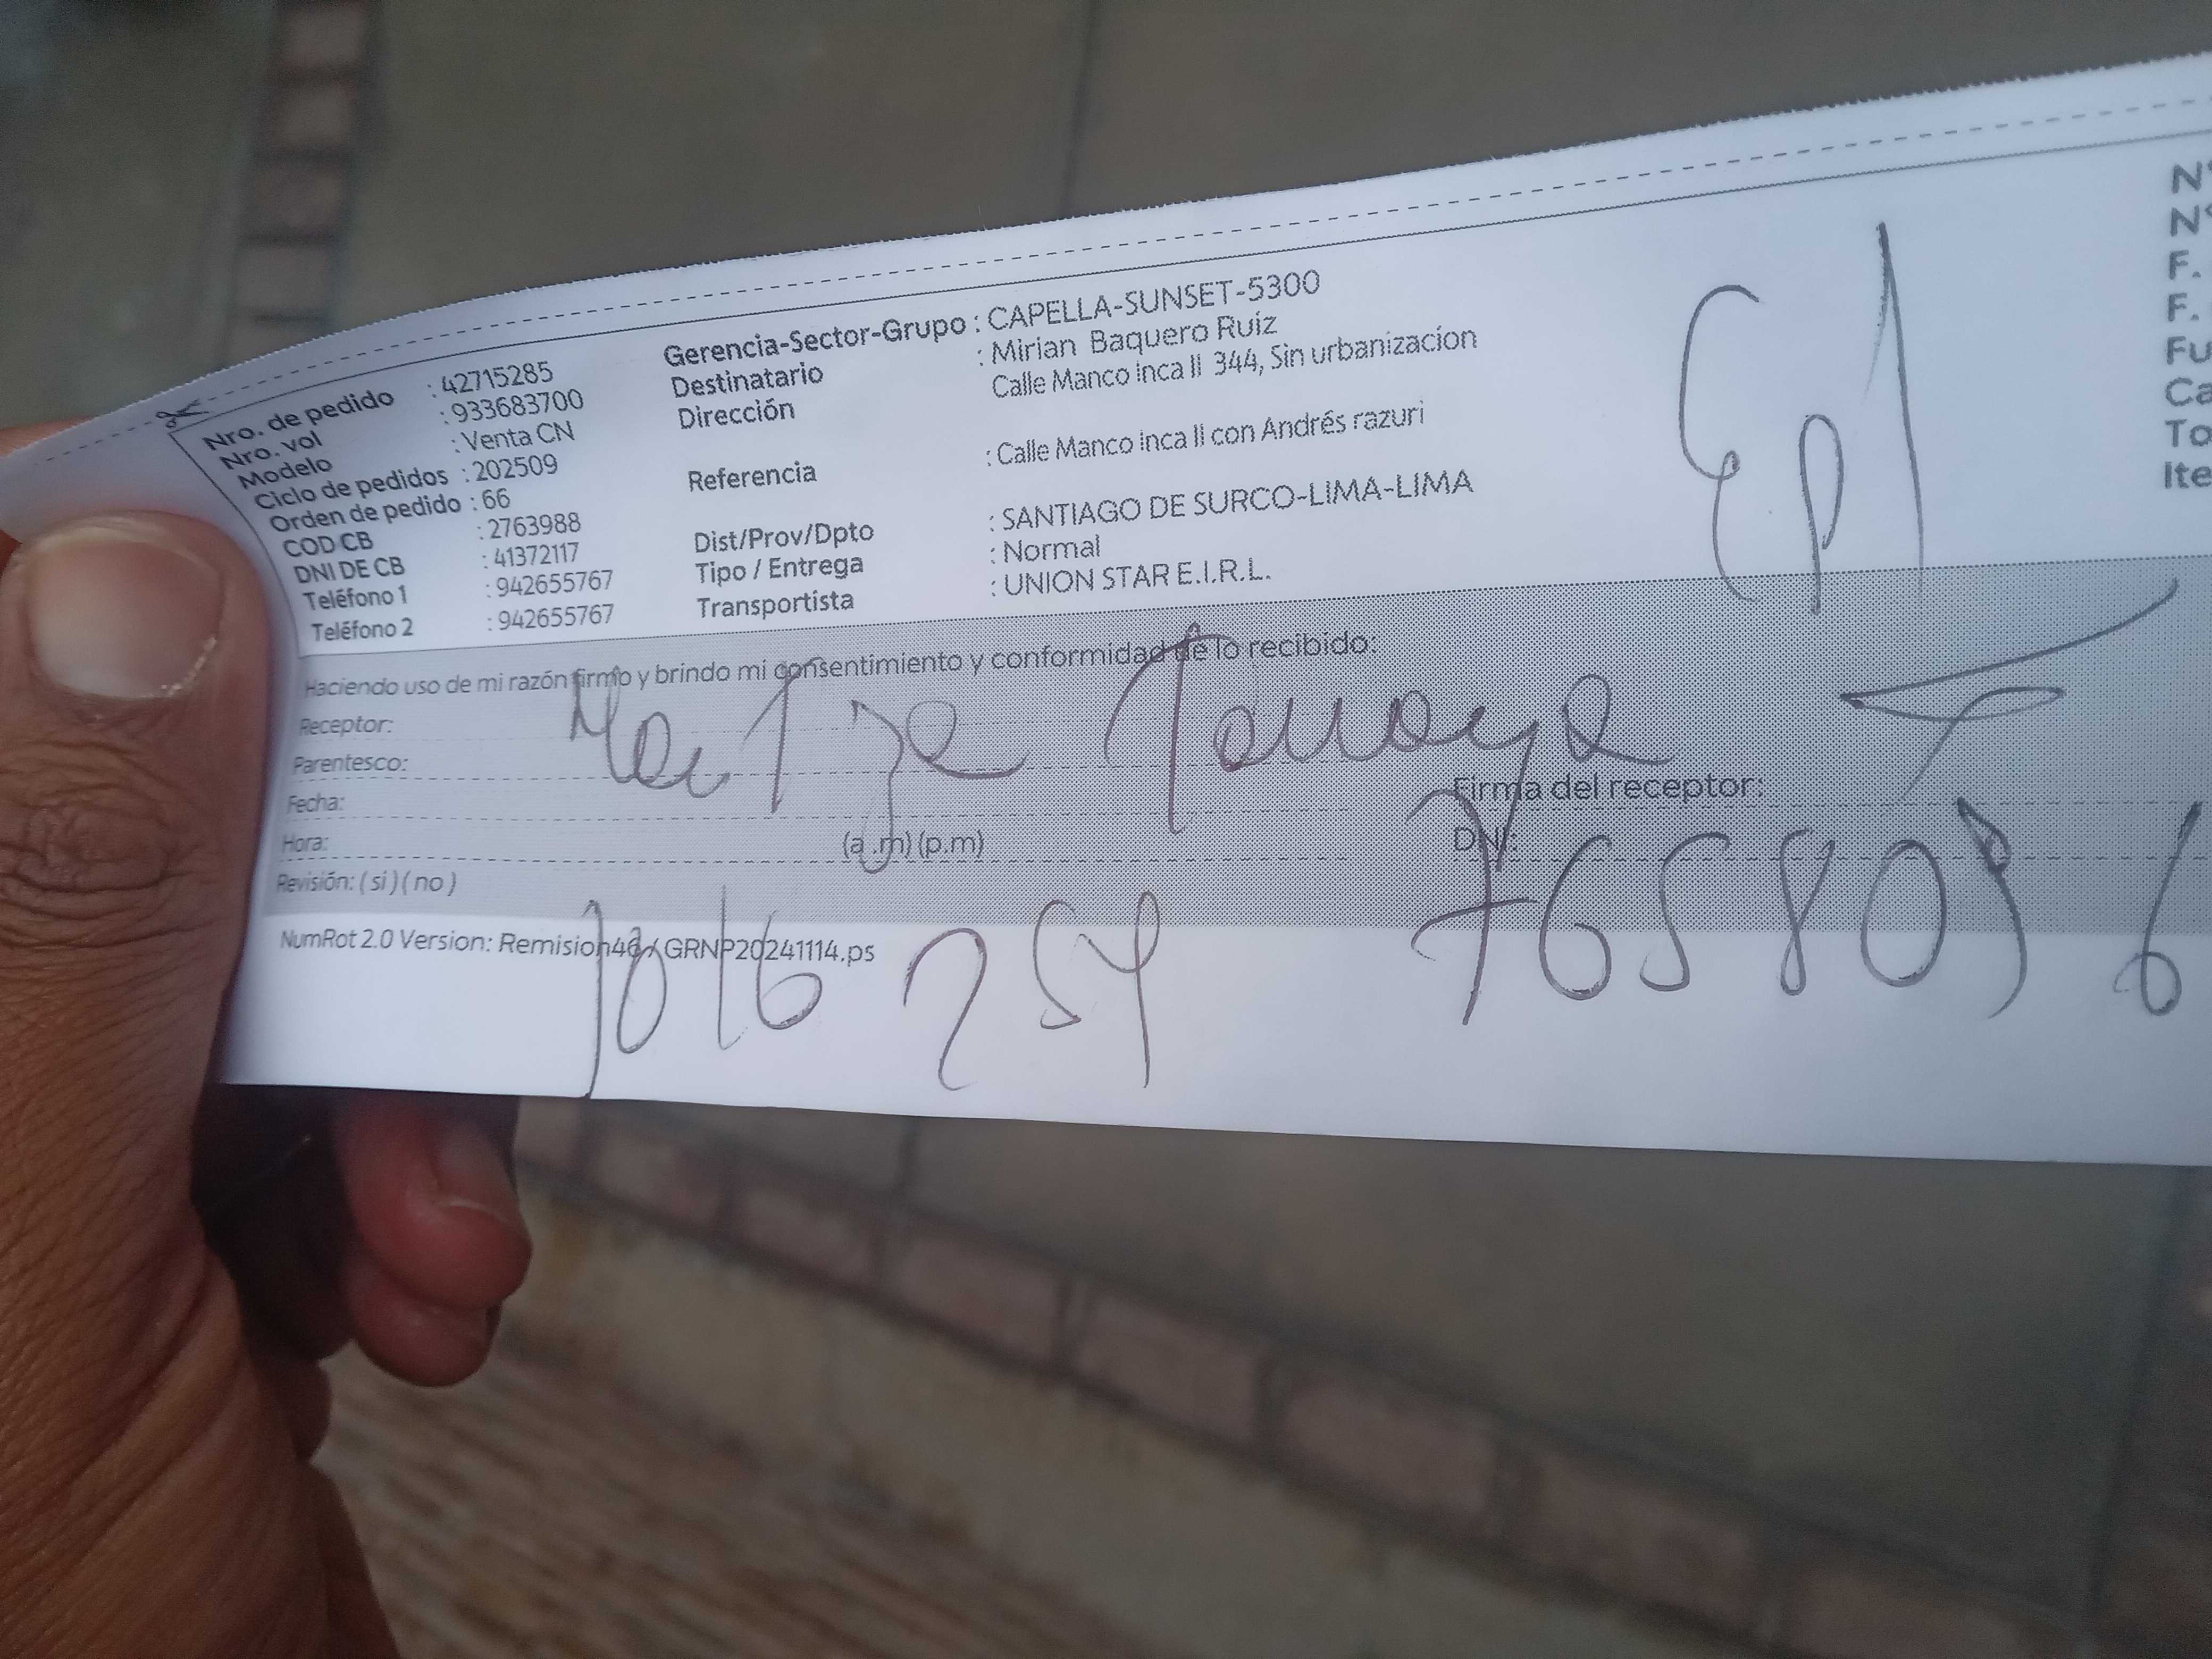 Nro. de pedido : 42715285
Nro. vol : 933683700
Modelo : Venta CN
Ciclo de pedidos : 202509
Orden de pedido : 66
COD CB : 2763988
DNI DE CB : 41372117
Teléfono 1 : 942655767
Teléfono 2 : 942655767
Gerencia-Sector-Grupo : CAPELLA-SUNSET-5300
Destinatario : Mirian Baquero Ruiz
Dirección Calle Manco inca II 344, Sin urbanizacion
Referencia : Calle Manco inca II con Andrés razuri
Dist/Prov/Dpto : SANTIAGO DE SURCO-LIMA-LIMA
Tipo / Entrega : Normal
Transportista : UNION STAR E.I.R.L.
N°
N°
F.
F.
Fu
Ca
To
Ite
Haciendo uso de mi razón firmo y brindo mi consentimiento y conformidad de lo recibido:
Receptor:
Parentesco:
Fecha:
Hora: (a .m) (p.m)
Revisión: ( si ) ( no )
Firma del receptor:
DNI:
NumRot 2.0 Version: Remision46 / GRNP20241114.ps